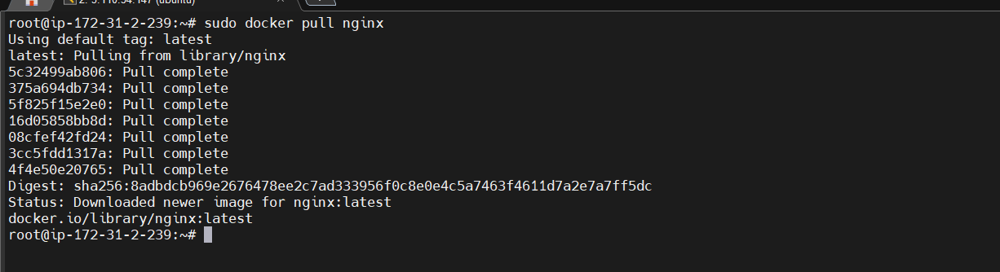 (ubuntu)
root@ip-172-31-2-239:~# sudo docker pull nginx
Using default tag: latest
latest: Pulling from library/nginx
5c32499ab806: Pull complete
375a694db734: Pull complete
5f825f15e2e0: Pull complete
16d05858bb8d: Pull complete
08cfef42fd24: Pull complete
3cc5fdd1317a: Pull complete
4f4e50e20765: Pull complete
Digest: sha256:8adbdcb969e2676478ee2c7ad333956f0c8e0e4c5a7463f4611d7a2e7a7ff5dc
Status: Downloaded newer image for nginx:latest
docker.io/library/nginx:latest
root@ip-172-31-2-239:~#